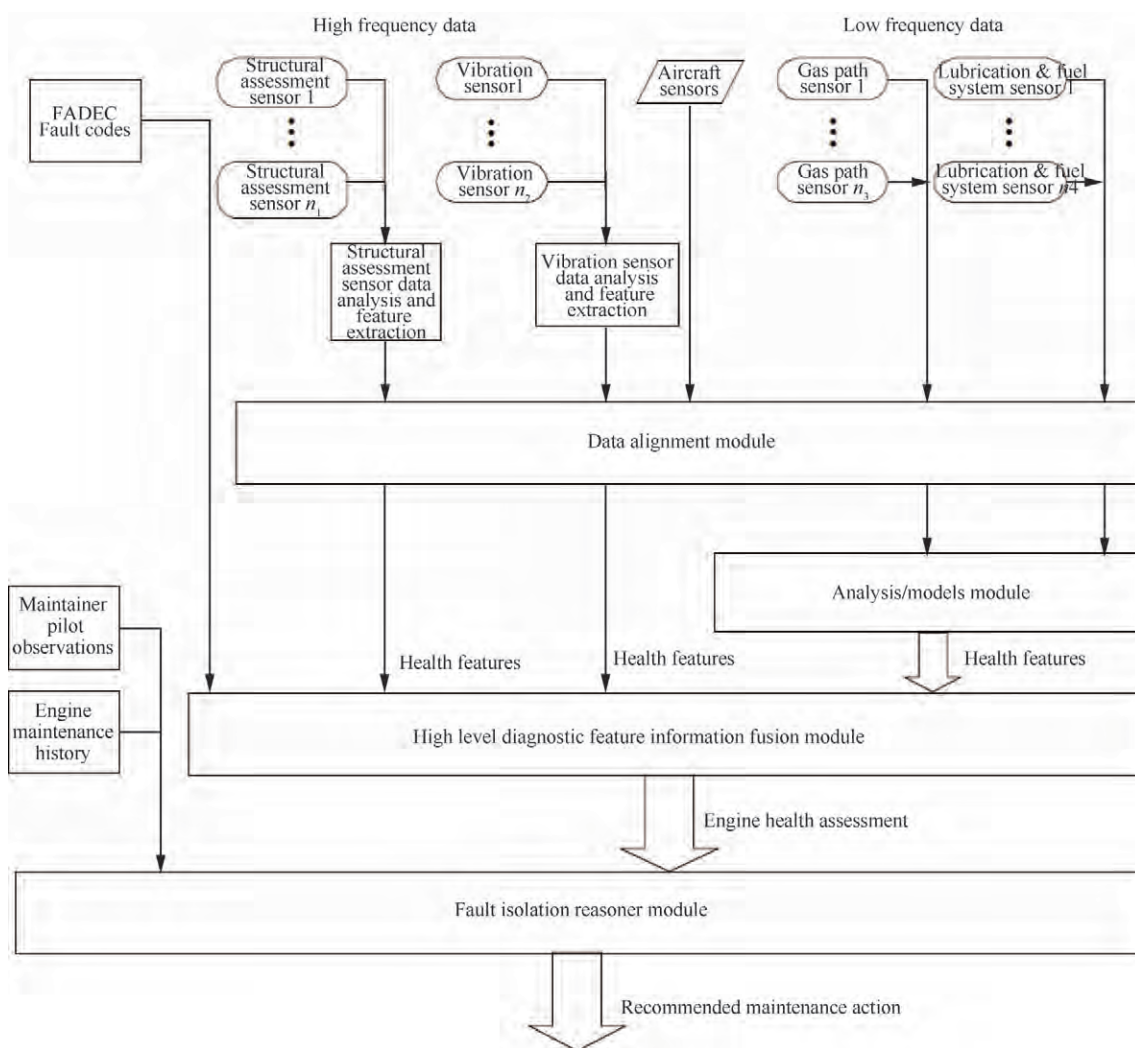 High frequency data
Low frequency data
FADEC
Fault codes
Structural
assessment
sensor 1
Structural
assessment
sensor n1
Vibration
sensor1
Vibration
sensor n2
Aircraft
sensors
Gas path
sensor 1
Gas path
sensor n3
Lubrication & fuel
system sensor 1
Lubrication & fuel
system sensor n4
Structural
assessment
sensor data
analysis and
feature
extraction
Vibration sensor
data analysis
and feature
extraction
Data alignment module
Analysis/models module
Maintainer
pilot
observations
Health features
Health features
Health features
Engine
maintenance
history
High level diagnostic feature information fusion module
Engine health assessment
Fault isolation reasoner module
Recommended maintenance action